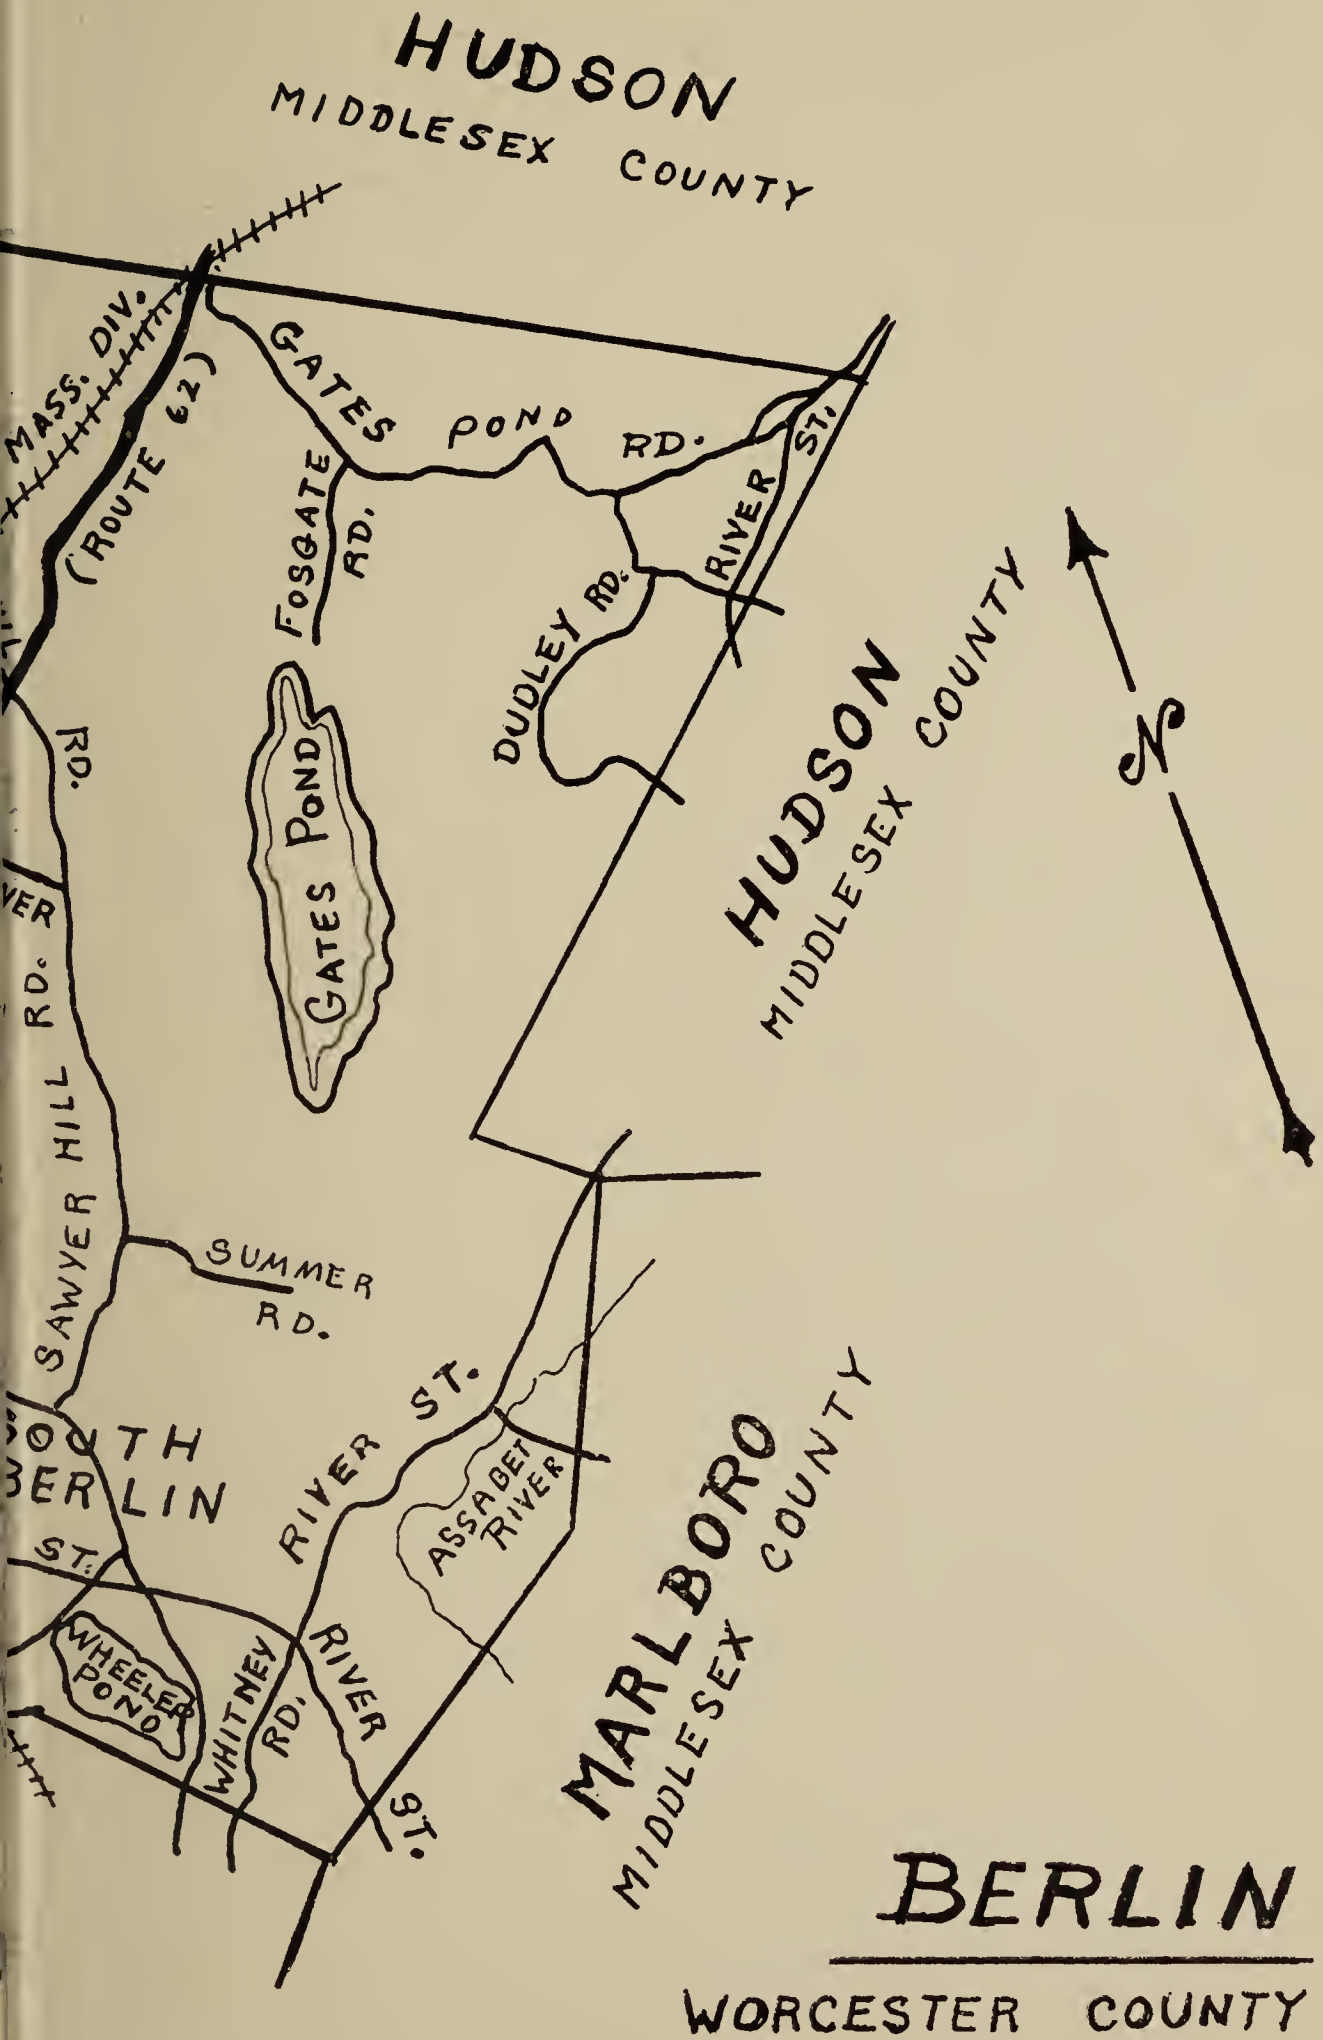 HUDSON
MIDDLESEX COUNTY
MASS. DIV.
(ROUTE 62)
GATES POND RD.
FOSGATE
RD.
RIVER ST.
DUDLEY RD.
HUDSON
MIDDLESEX COUNTY
N
RD.
GATES POND
SAWYER HILL RD.
SUMMER
RD.
RIVER ST.
ASSABET
RIVER
SOUTH
BERLIN
ST.
WHEELER
POND
WHITNEY
RD.
RIVER ST.
MARLBORO
MIDDLESEX COUNTY
BERLIN
WORCESTER COUNTY